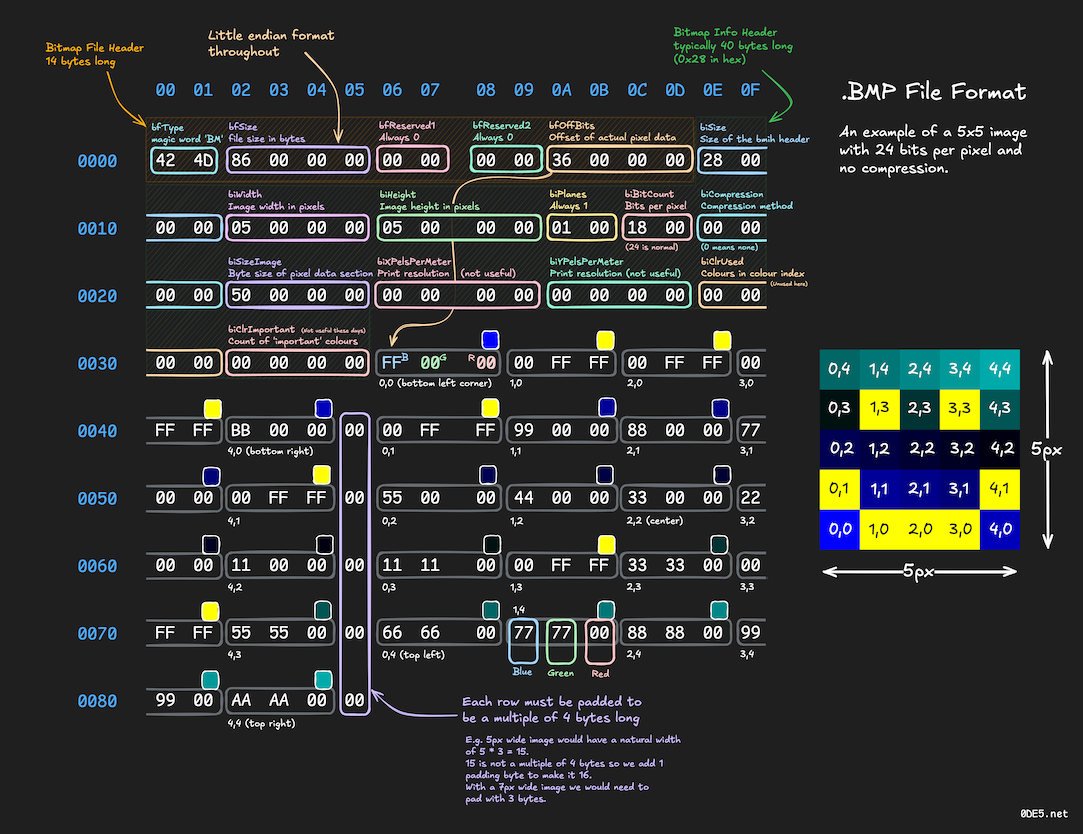 Bitmap File Header
14 bytes long
Little endian format
throughout
Bitmap Info Header
typically 40 bytes long
(0x28 in hex)
.BMP File Format
An example of a 5x5 image
with 24 bits per pixel and
no compression.
00 01 02 03 04 05 06 07 08 09 0A 0B 0C 0D 0E 0F
bfType bfSize bfReserved1 bfReserved2 bfOffBits biSize
magic word 'BM' file size in bytes Always 0 Always 0 Offset of actual pixel data Size of the bmih header
0000 42 4D 86 00 00 00 00 00 00 00 36 00 00 00 28 00 00
biWidth biHeight biPlanes biBitCount biCompression
Image width in pixels Image height in pixels Always 1 Bits per pixel Compression method
0010 00 00 05 00 00 00 05 00 00 00 01 00 18 00 00 00
(24 is normal) (0 means none)
biSizeImage biXPelsPerMeter biYPelsPerMeter biClrUsed
Byte size of pixel data section Print resolution (not useful) Print resolution (not useful) Colours in colour index
(Unused here)
0020 00 00 50 00 00 00 00 00 00 00 00 00 00 00 00 00
biClrImportant (Not useful these days)
Count of 'important' colours
0030 00 00 00 00 00 00 FF B 00 G R 00 00 FF FF 00 FF FF 00
0,0 (bottom left corner) 1,0 2,0 3,0
0040 FF FF BB 00 00 00 00 FF FF 99 00 00 88 00 00 77
4,0 (bottom right) 0,1 1,1 2,1 3,1
0050 00 00 00 FF FF 00 55 00 00 44 00 00 33 00 00 22
4,1 0,2 1,2 2,2 (center) 3,2
0060 00 00 11 00 00 00 11 11 00 00 FF FF 33 33 00 00
4,2 0,3 1,3 2,3 3,3
1,4
0070 FF FF 55 55 00 00 66 66 00 77 77 00 88 88 00 99
4,3 0,4 (top left) Blue Green Red 2,4 3,4
0080 99 00 AA AA 00 00
4,4 (top right)
Each row must be padded to
be a multiple of 4 bytes long
E.g. 5px wide image would have a natural width
of 5 * 3 = 15.
15 is not a multiple of 4 bytes so we add 1
padding byte to make it 16.
With a 7px wide image we would need to
pad with 3 bytes.
0,4 1,4 2,4 3,4 4,4
0,3 1,3 2,3 3,3 4,3
0,2 1,2 2,2 3,2 4,2
0,1 1,1 2,1 3,1 4,1
0,0 1,0 2,0 3,0 4,0
5px
5px
0DE5.net